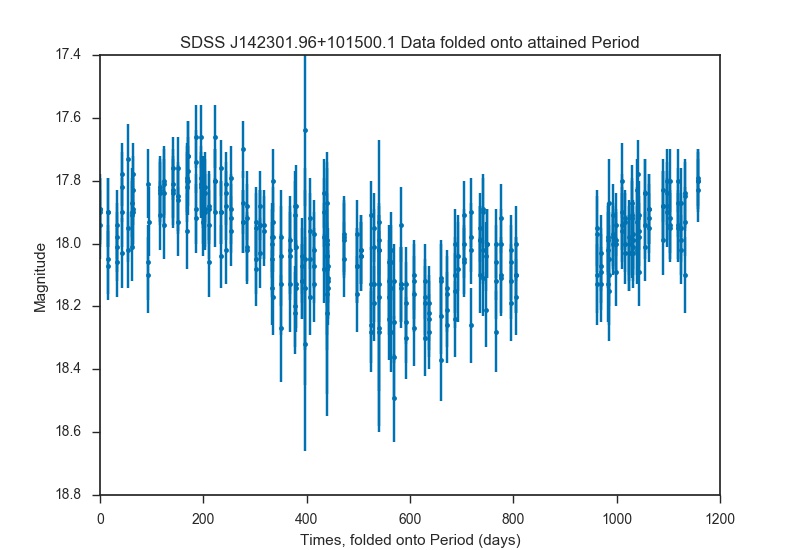 SDSS J142301.96+101500.1 Data folded onto attained Period
17.4
17.6
17.8
18.0
18.2
18.4
18.6
18.8
Magnitude
0 200 400 600 800 1000 1200
Times, folded onto Period (days)